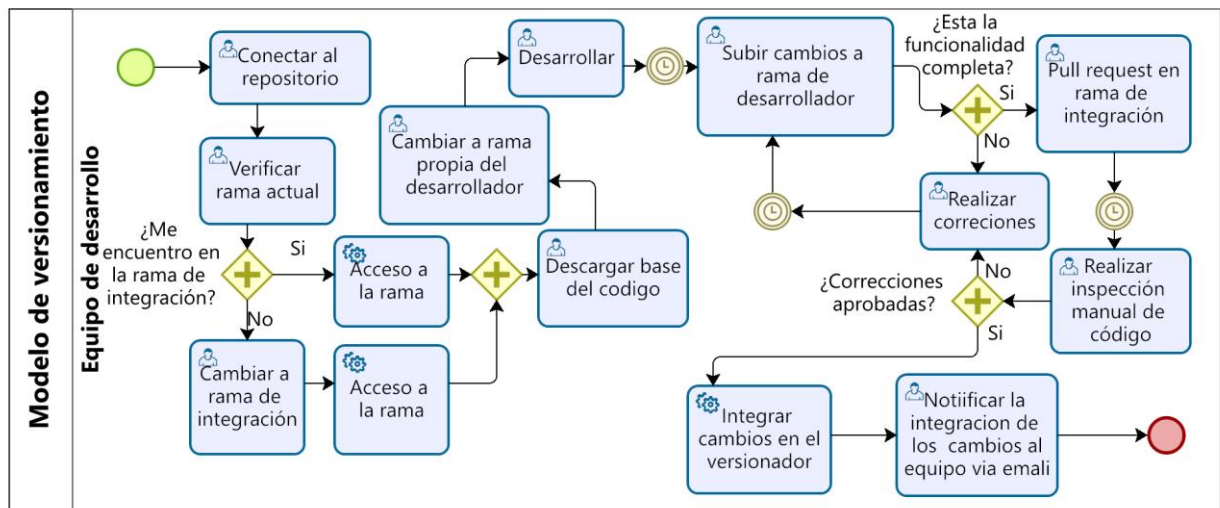 Modelo de versionamiento
Equipo de desarrollo
Conectar al
repositorio
Verificar
rama actual
¿Me
encuentro en
la rama de
integración?
Si
No
Acceso a
la rama
Cambiar a
rama de
integración
Acceso a
la rama
Descargar base
del codigo
Cambiar a rama
propia del
desarrollador
Desarrollar
Subir cambios a
rama de
desarrollador
¿Esta la
funcionalidad
completa?
Si
No
Pull request en
rama de
integración
Realizar
correciones
Realizar
inspección
manual de
código
¿Correcciones
aprobadas?
No
Si
Integrar
cambios en el
versionador
Notiificar la
integracion de
los cambios al
equipo via emali